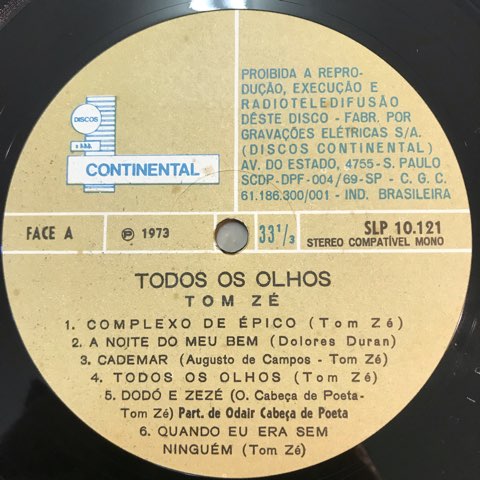 DISCOS
CONTINENTAL
PROIBIDA A REPRO-
DUÇÃO, EXECUÇÃO E
RADIOTELEDIFUSÃO
DÊSTE DISCO - FABR. POR
GRAVAÇÕES ELÉTRICAS S/A.
(DISCOS CONTINENTAL)
AV. DO ESTADO, 4755 - S. PAULO
SCDP-DPF-004/69-SP - C. G. C.
61.186.300/001 - IND. BRASILEIRA
FACE A
℗ 1973
33 1/3
SLP 10.121
STEREO COMPATÍVEL MONO
TODOS OS OLHOS
TOM ZÉ
1. COMPLEXO DE ÉPICO (Tom Zé)
2. A NOITE DO MEU BEM (Dolores Duran)
3. CADEMAR (Augusto de Campos - Tom Zé)
4. TODOS OS OLHOS (Tom Zé)
5. DODÓ E ZEZÉ (O. Cabeça de Poeta-
Tom Zé) Part. de Odair Cabeça de Poeta
6. QUANDO EU ERA SEM
NINGUÉM (Tom Zé)